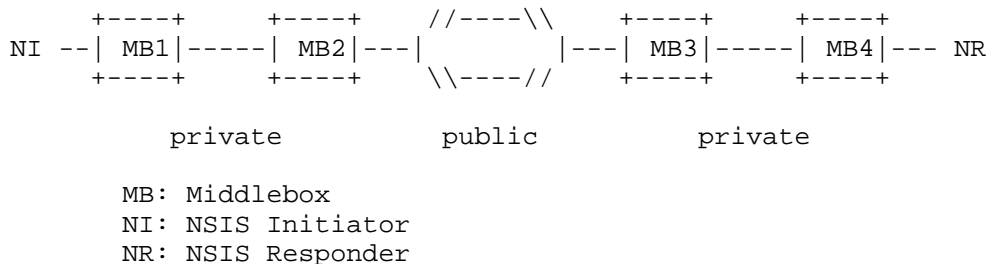 +----+ +----+ //----\\ +----+ +----+
NI --| MB1|-----| MB2|---| |---| MB3|-----| MB4|--- NR
+----+ +----+ \\----// +----+ +----+
private public private
MB: Middlebox
NI: NSIS Initiator
NR: NSIS Responder